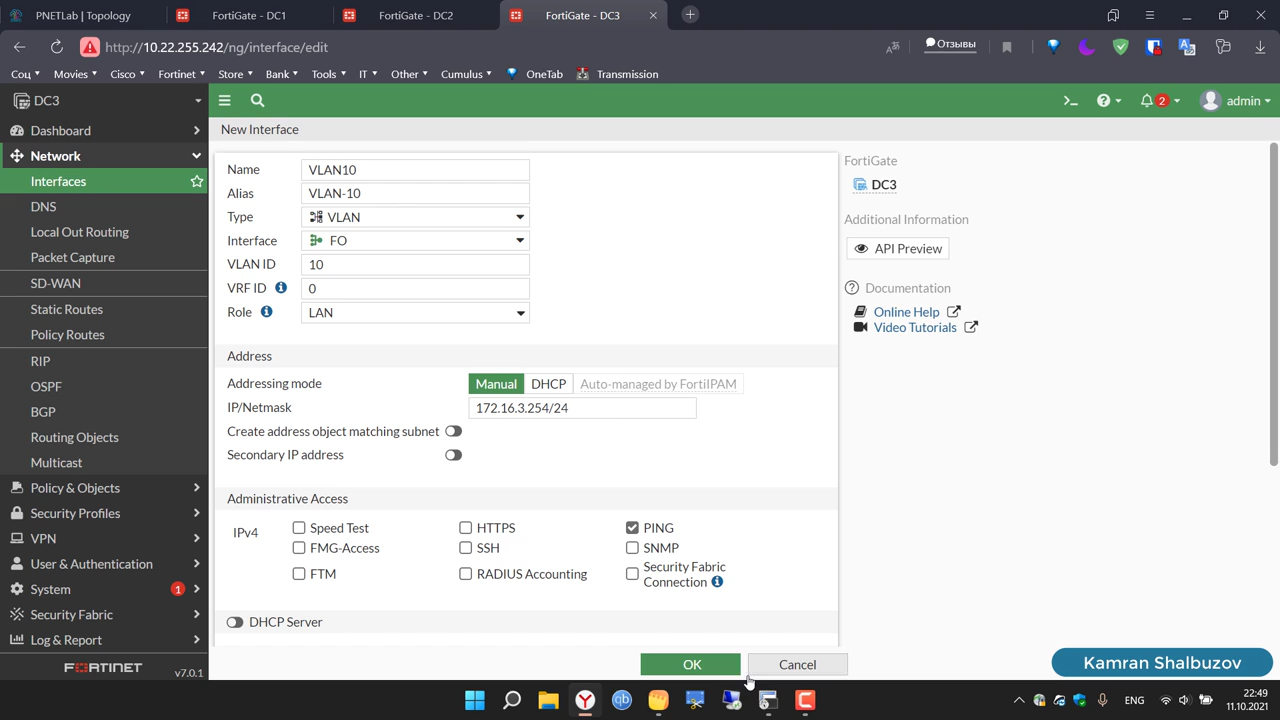 PNETLab | Topology
FortiGate - DC1
FortiGate - DC2
FortiGate - DC3
http://10.22.255.242/ng/interface/edit
Отзывы
Соц
Movies
Cisco
Fortinet
Store
Bank
Tools
IT
Other
Cumulus
OneTab
Transmission
DC3
2
admin
Dashboard
Network
Interfaces
DNS
Local Out Routing
Packet Capture
SD-WAN
Static Routes
Policy Routes
RIP
OSPF
BGP
Routing Objects
Multicast
Policy & Objects
Security Profiles
VPN
User & Authentication
System
1
Security Fabric
Log & Report
FORTINET
v7.0.1
New Interface
Name VLAN10
Alias VLAN-10
Type VLAN
Interface FO
VLAN ID 10
VRF ID 0
Role LAN
Address
Addressing mode Manual DHCP Auto-managed by FortiIPAM
IP/Netmask 172.16.3.254/24
Create address object matching subnet
Secondary IP address
Administrative Access
IPv4
Speed Test HTTPS PING
FMG-Access SSH SNMP
FTM RADIUS Accounting Security Fabric
Connection
DHCP Server
OK
Cancel
FortiGate
DC3
Additional Information
API Preview
Documentation
Online Help
Video Tutorials
Kamran Shalbuzov
qb
ENG
22:49
11.10.2021